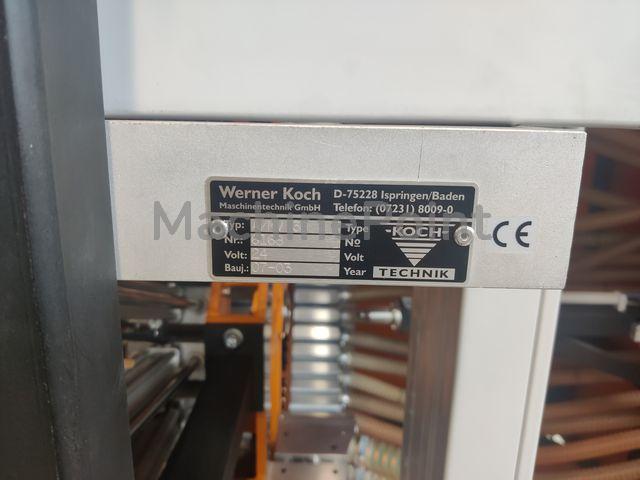 Werner Koch
Maschinentechnik GmbH
D-75228 Ispringen/Baden
Telefon: (07231) 8009-0
MachinePoint
Typ: Type
Nr.: 6163 No
Volt: 24 Volt
Bauj.: 07-03 Year
KOCH
TECHNIK
CE